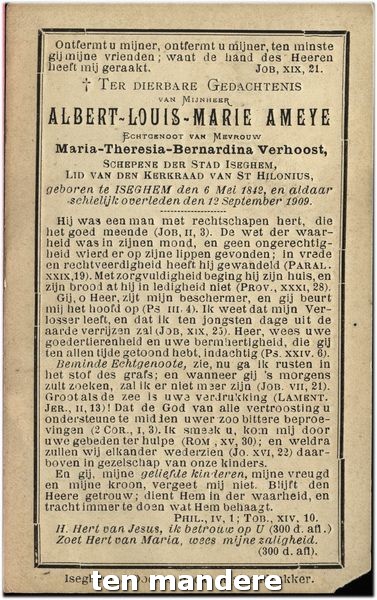 Ontfermt u mijner, ontfermt u mijner, ten minste
gij mijne vrienden; want de hand des Heeren
heeft mij geraakt. JOB, XIX, 21.
† TER DIERBARE GEDACHTENIS
VAN MIJNHEER
ALBERT-LOUIS-MARIE AMEYE
ECHTGENOOT VAN MEVROUW
Maria-Theresia-Bernardina Verhoost,
SCHEPENE DER STAD ISEGHEM,
LID VAN DEN KERKRAAD VAN ST HILONIUS,
geboren te ISEGHEM den 6 Mei 1842, en aldaar
schielijk overleden den 12 September 1909.
Hij was een man met rechtschapen hert, die
het goed meende (JOB, II, 3). De wet der waarheid
was in zijnen mond, en geen ongerechtigheid
wierd er op zijne lippen gevonden; in vrede
en rechtveerdigheid heeft hij gewandeld (PARAL.
XXIX, 19). Met zorgvuldigheid beging hij zijn huis, en
zijn brood at hij in ledigheid niet (PROV., XXXI, 28).
Gij, o Heer, zijt mijn beschermer, en gij beurt
mij het hoofd op (PS. III, 4). Ik weet dat mijn Verlosser
leeft, en dat ik ten jongsten dage uit de
aarde verrijzen zal (JOB, XIX, 25). Heer, wees uwe
goedertierenheid en uwe bermhertigheid, die gij
ten allen tijde getoond hebt, indachtig (PS. XXIV, 6).
Beminde Echtgenoote, zie, nu ga ik rusten in
het stof des grafs; en wanneer gij 's morgens
zult zoeken, zal ik er niet meer zijn (JOB, VII, 21).
Groot als de zee is uwe verdrukking (LAMENT.
JER., II, 13)! Dat de God van alle vertroosting u
ondersteune te midden uwer zoo bittere beproevingen
(2 COR., I, 3). Ik smeek u, kom mij door
uwe gebeden ter hulpe (ROM, XV, 30); en weldra
zullen wij elkander wederzien (JO. XVI, 22) daarboven
in gezelschap van onze kinders.
En gij, mijne geliefde kinderen, mijne vreugd
en mijne kroon, vergeet mij niet. Blijft den
Heere getrouw; dient Hem in der waarheid, en
tracht immer te doen wat Hem behaagt.
PHIL., IV, 1; TOB., XIV, 10.
H. Hert van Jesus, ik betrouw op U (300 d. afl.)
Zoet Hert van Maria, wees mijne zaligheid.
(300 d. afl.)
ten mandere